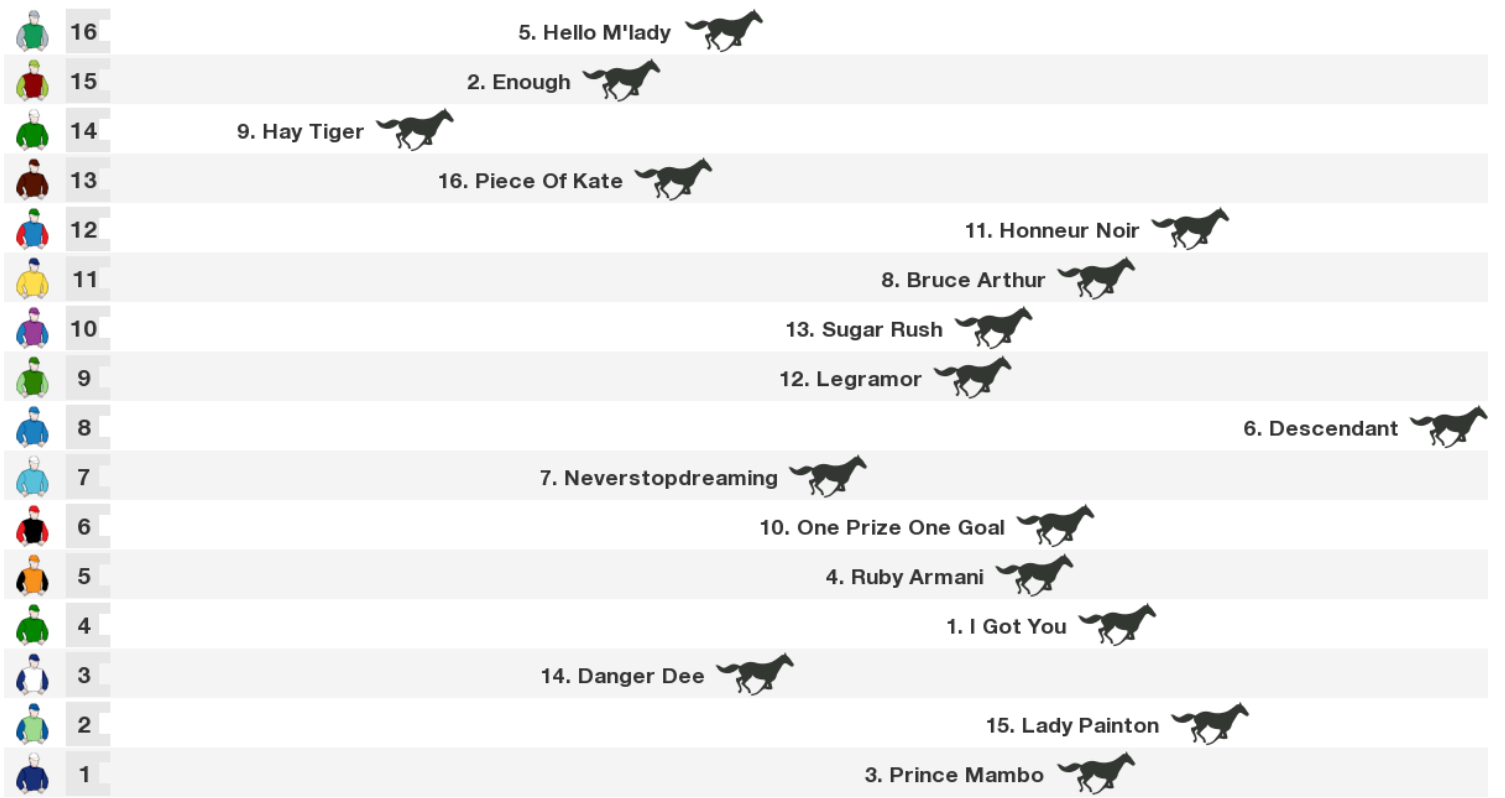 16 5. Hello M'lady
15 2. Enough
14 9. Hay Tiger
13 16. Piece Of Kate
12 11. Honneur Noir
11 8. Bruce Arthur
10 13. Sugar Rush
9 12. Legramor
8 6. Descendant
7 7. Neverstopdreaming
6 10. One Prize One Goal
5 4. Ruby Armani
4 1. I Got You
3 14. Danger Dee
2 15. Lady Painton
1 3. Prince Mambo